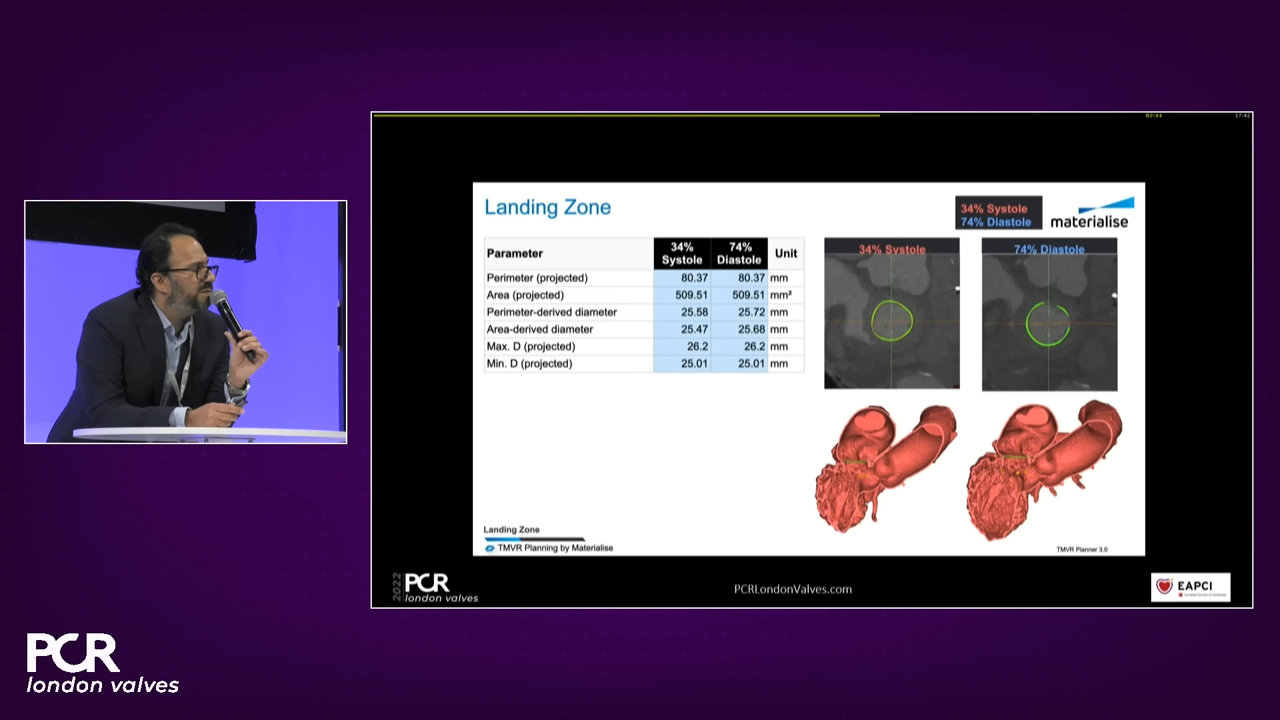 02:44
17:42
Landing Zone
34% Systole
74% Diastole
materialise
Parameter
34% Systole
74% Diastole
Unit
Perimeter (projected) 80.37 80.37 mm
Area (projected) 509.51 509.51 mm²
Perimeter-derived diameter 25.58 25.72 mm
Area-derived diameter 25.47 25.68 mm
Max. D (projected) 26.2 26.2 mm
Min. D (projected) 25.01 25.01 mm
34% Systole
74% Diastole
Landing Zone
TMVR Planning by Materialise
TMVR Planner 3.0
2022
PCR
london valves
PCRLondonValves.com
EAPCI
PCR
london valves